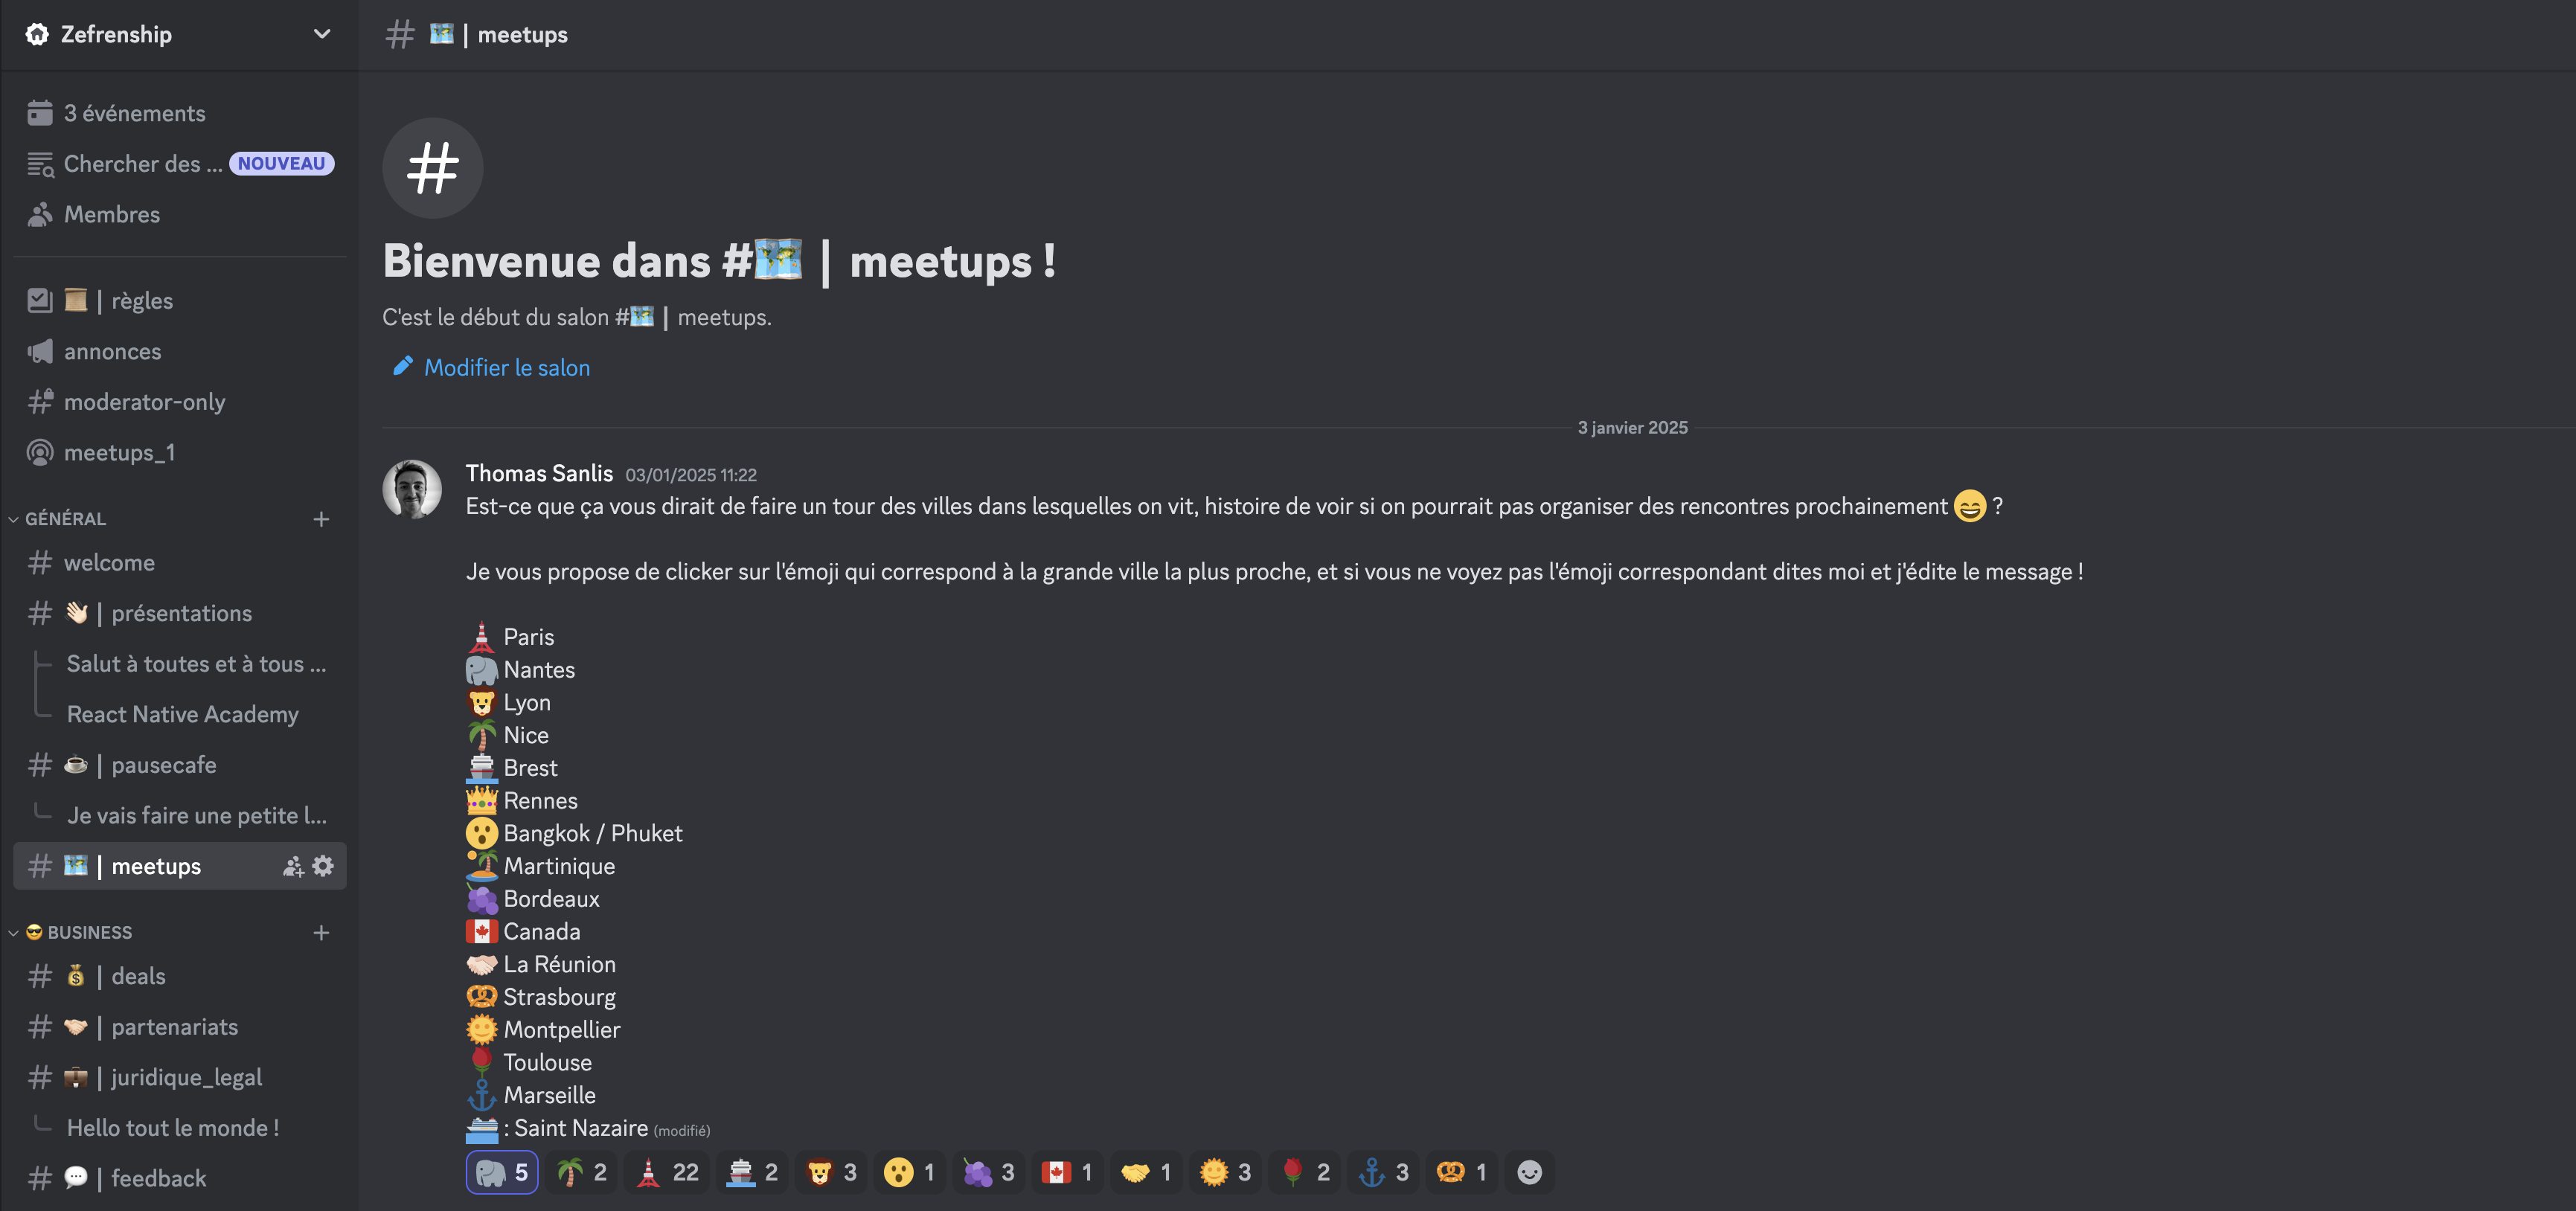 Zefrenship
3 événements
Chercher des ... NOUVEAU
Membres
| règles
annonces
moderator-only
meetups_1
GÉNÉRAL
welcome
| présentations
Salut à toutes et à tous ...
React Native Academy
| pausecafe
Je vais faire une petite l...
| meetups
😎 BUSINESS
| deals
| partenariats
| juridique_legal
Hello tout le monde !
| feedback
# 🗺️ | meetups
Bienvenue dans #🗺️ | meetups !
C'est le début du salon #🗺️ | meetups.
Modifier le salon
3 janvier 2025
Thomas Sanlis 03/01/2025 11:22
Est-ce que ça vous dirait de faire un tour des villes dans lesquelles on vit, histoire de voir si on pourrait pas organiser des rencontres prochainement 😄 ?
Je vous propose de clicker sur l'émoji qui correspond à la grande ville la plus proche, et si vous ne voyez pas l'émoji correspondant dites moi et j'édite le message !
🗼 Paris
🐘 Nantes
🦁 Lyon
🌴 Nice
🚢 Brest
👑 Rennes
😮 Bangkok / Phuket
🏝️ Martinique
🍇 Bordeaux
🇨🇦 Canada
🤝🏻 La Réunion
🥨 Strasbourg
🌞 Montpellier
🌹 Toulouse
⚓ Marseille
🛳️ : Saint Nazaire (modifié)
🐘 5 🌴 2 🗼 22 🚢 2 🦁 3 😮 1 🍇 3 🇨🇦 1 🤝 1 🌞 3 🌹 2 ⚓ 3 🥨 1